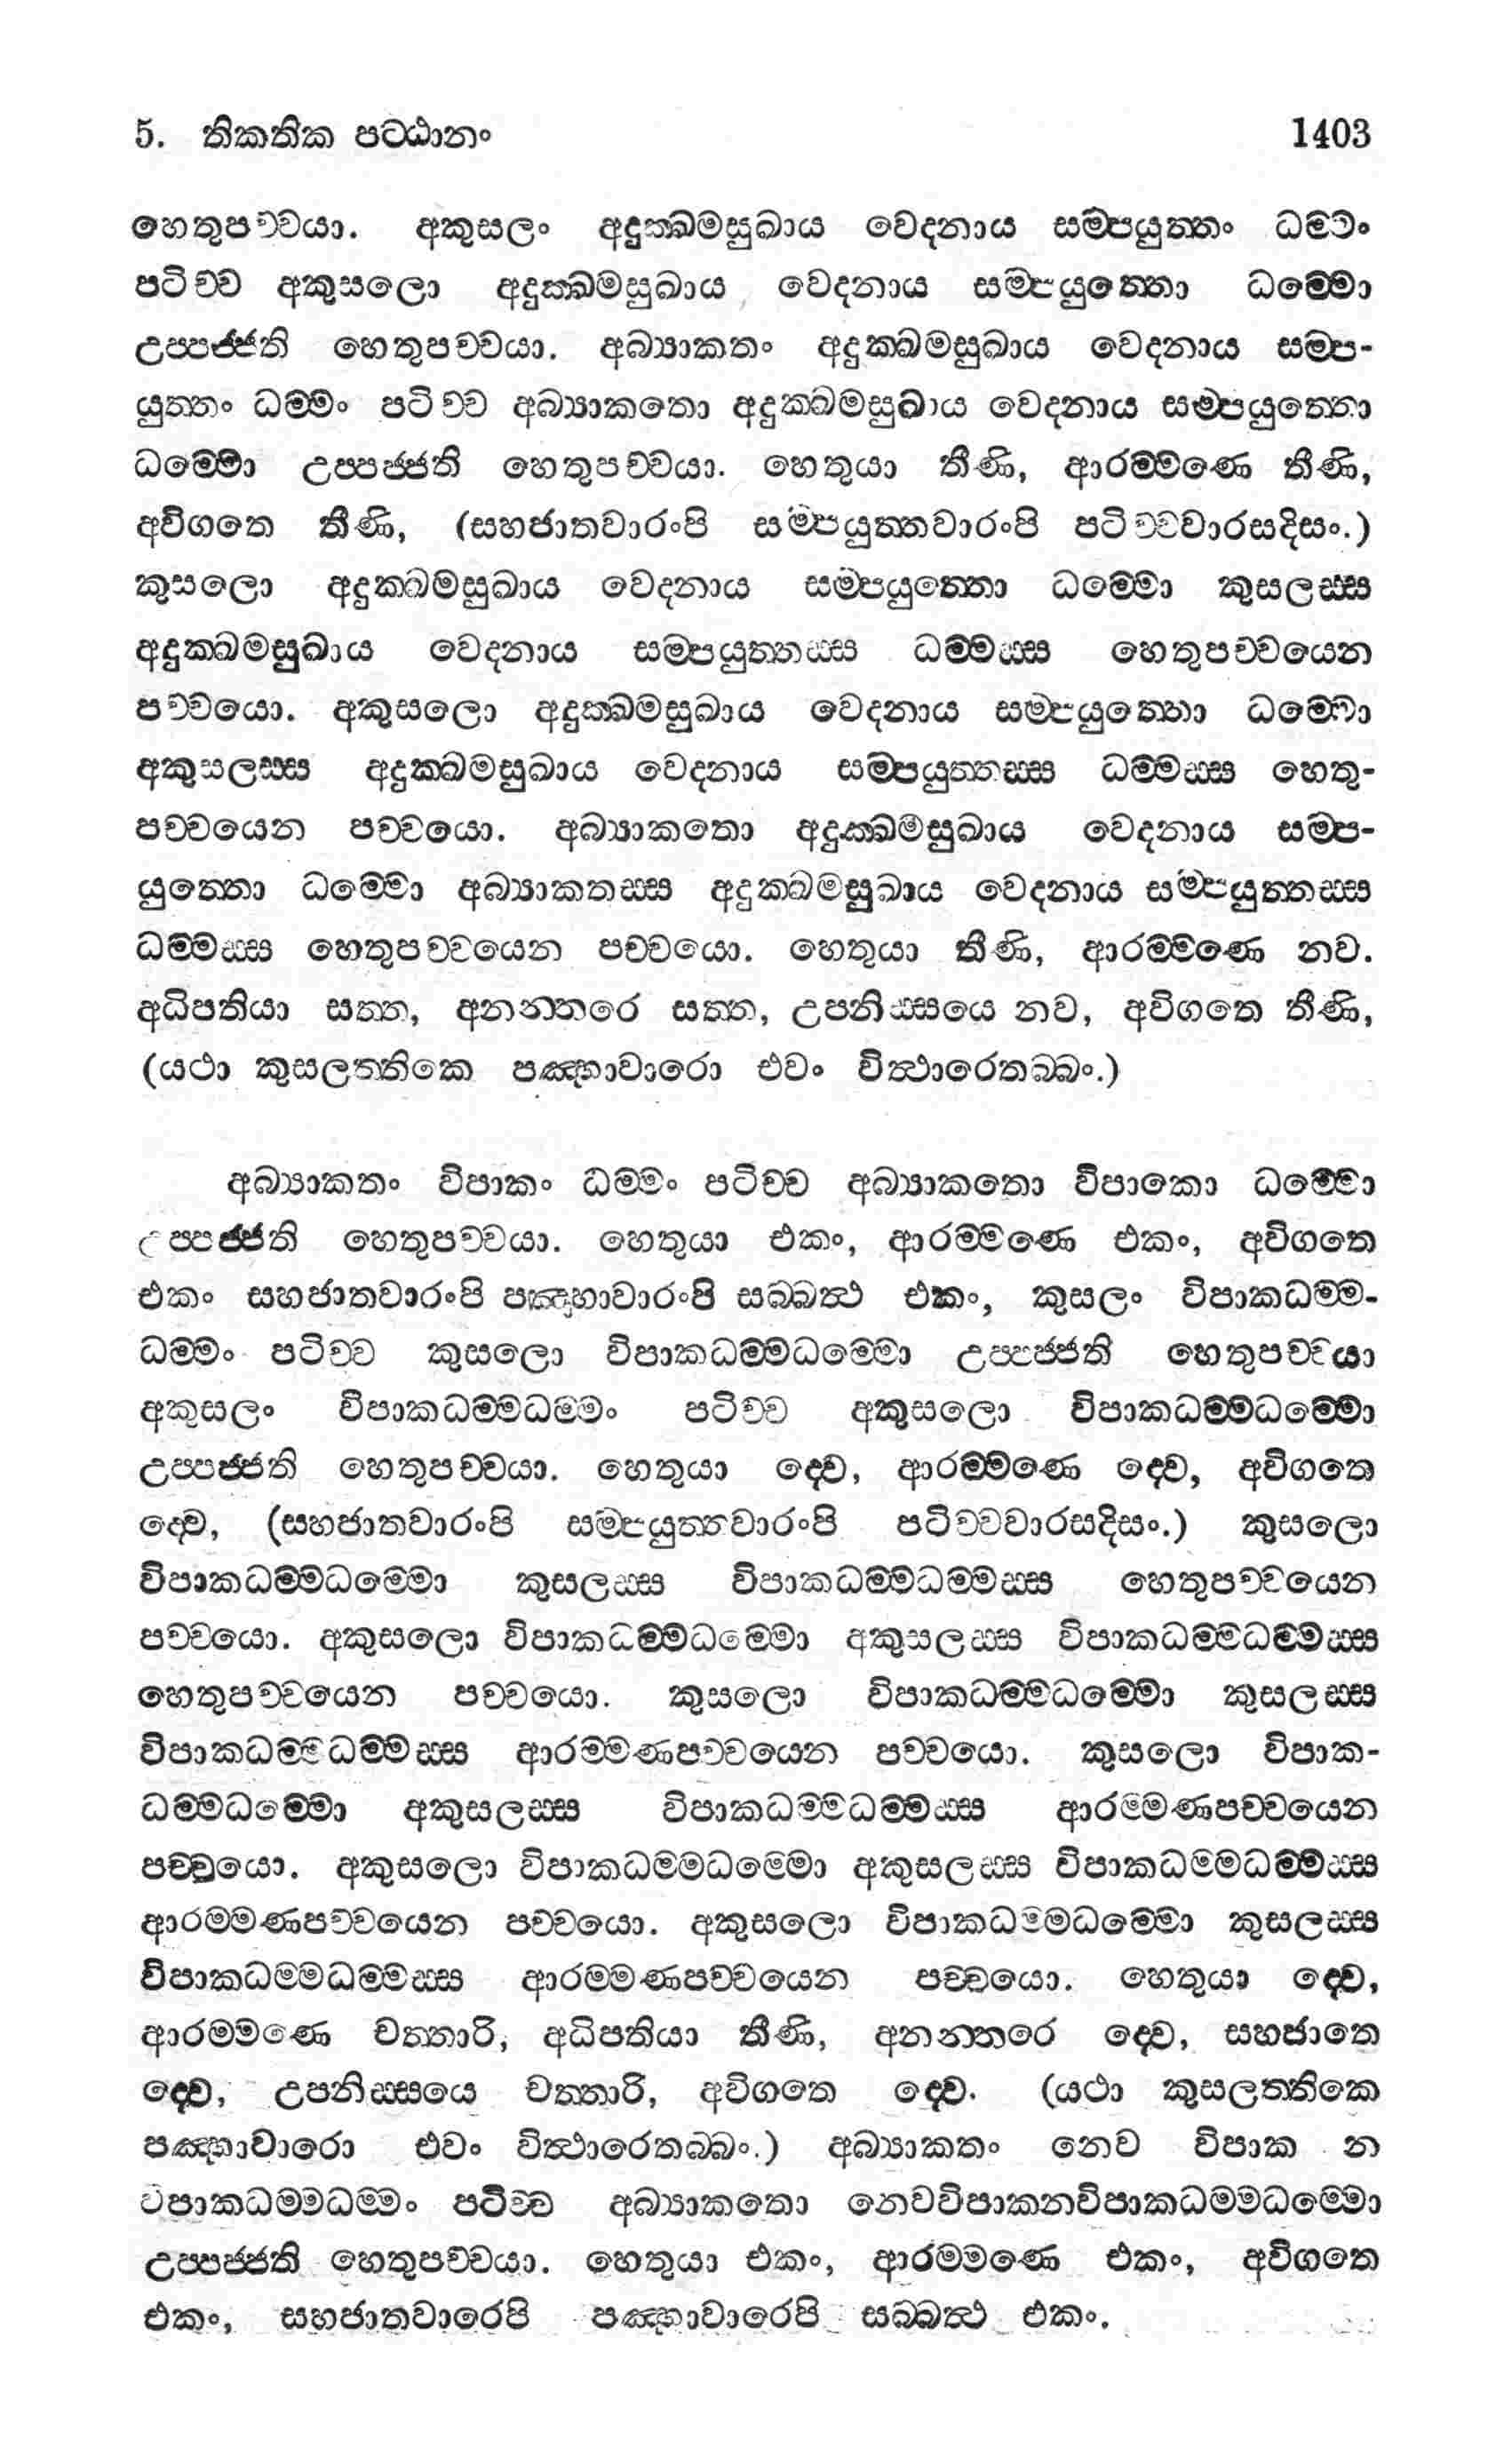 5. තිකතික පට්ඨානං 1403
හෙතුපච්චයා. අකුසලං අදුක්ඛමසුඛාය වෙදනාය සම්පයුත්තං ධම්මං
පටිච්ච අකුසලො අදුක්ඛමසුඛාය වෙදනාය සම්පයුත්තො ධම්මො
උප්පජ්ජති හෙතුපච්චයා. අබ්‍යාකතං අදුක්ඛමසුඛාය වෙදනාය සම්ප-
යුත්තං ධම්මං පටිච්ච අබ්‍යාකතො අදුක්ඛමසුඛාය වෙදනාය සම්පයුත්තො
ධම්මො උප්පජ්ජති හෙතුපච්චයා. හෙතුයා තීණි, ආරම්මණෙ තීණි,
අවිගතෙ තීණි, (සහජාතවාරංපි සම්පයුත්තවාරංපි පටිච්චවාරසදිසං.)
කුසලො අදුක්ඛමසුඛාය වෙදනාය සම්පයුත්තො ධම්මො කුසලස්ස
අදුක්ඛමසුඛාය වෙදනාය සම්පයුත්තස්ස ධම්මස්ස හෙතුපච්චයෙන
පච්චයො. අකුසලො අදුක්ඛමසුඛාය වෙදනාය සම්පයුත්තො ධම්මො
අකුසලස්ස අදුක්ඛමසුඛාය වෙදනාය සම්පයුත්තස්ස ධම්මස්ස හෙතු-
පච්චයෙන පච්චයො. අබ්‍යාකතො අදුක්ඛමසුඛාය වෙදනාය සම්ප-
යුත්තො ධම්මො අබ්‍යාකතස්ස අදුක්ඛමසුඛාය වෙදනාය සම්පයුත්තස්ස
ධම්මස්ස හෙතුපච්චයෙන පච්චයො. හෙතුයා තීණි, ආරම්මණෙ නව.
අධිපතියා සත්ත, අනන්තරෙ සත්ත, උපනිස්සයෙ නව, අවිගතෙ තීණි,
(යථා කුසලත්තිකෙ පඤ්හාවාරො එවං විත්ථාරෙතබ්බං.)
අබ්‍යාකතං විපාකං ධම්මං පටිච්ච අබ්‍යාකතො විපාකො ධම්මො
උප්පජ්ජති හෙතුපච්චයා. හෙතුයා එකං, ආරම්මණෙ එකං, අවිගතෙ
එකං සහජාතවාරංපි පඤ්හාවාරංපි සබ්බත්ථ එකං, කුසලං විපාකධම්ම-
ධම්මං පටිච්ච කුසලො විපාකධම්මධම්මො උප්පජ්ජති හෙතුපච්චයා
අකුසලං විපාකධම්මධම්මං පටිච්ච අකුසලො විපාකධම්මධම්මො
උප්පජ්ජති හෙතුපච්චයා. හෙතුයා ද්වෙ, ආරම්මණෙ ද්වෙ, අවිගතෙ
ද්වෙ, (සහජාතවාරංපි සම්පයුත්තවාරංපි පටිච්චවාරසදිසං.) කුසලො
විපාකධම්මධම්මො කුසලස්ස විපාකධම්මධම්මස්ස හෙතුපච්චයෙන
පච්චයො. අකුසලො විපාකධම්මධම්මො අකුසලස්ස විපාකධම්මධම්මස්ස
හෙතුපච්චයෙන පච්චයො. කුසලො විපාකධම්මධම්මො කුසලස්ස
විපාකධම්මධම්මස්ස ආරම්මණපච්චයෙන පච්චයො. කුසලො විපාක-
ධම්මධම්මො අකුසලස්ස විපාකධම්මධම්මස්ස ආරම්මණපච්චයෙන
පච්චයො. අකුසලො විපාකධම්මධම්මො අකුසලස්ස විපාකධම්මධම්මස්ස
ආරම්මණපච්චයෙන පච්චයො. අකුසලො විපාකධම්මධම්මො කුසලස්ස
විපාකධම්මධම්මස්ස ආරම්මණපච්චයෙන පච්චයො. හෙතුයා ද්වෙ,
ආරම්මණෙ චත්තාරි, අධිපතියා තීණි, අනන්තරෙ ද්වෙ, සහජාතෙ
ද්වෙ, උපනිස්සයෙ චත්තාරි, අවිගතෙ ද්වෙ. (යථා කුසලත්තිකෙ
පඤ්හාවාරො එවං විත්ථාරෙතබ්බං.) අබ්‍යාකතං නෙව විපාක න
විපාකධම්මධම්මං පටිච්ච අබ්‍යාකතො නෙවවිපාකනවිපාකධම්මධම්මො
උප්පජ්ජති හෙතුපච්චයා. හෙතුයා එකං, ආරම්මණෙ එකං, අවිගතෙ
එකං, සහජාතවාරෙපි පඤ්හාවාරෙපි සබ්බත්ථ එකං.